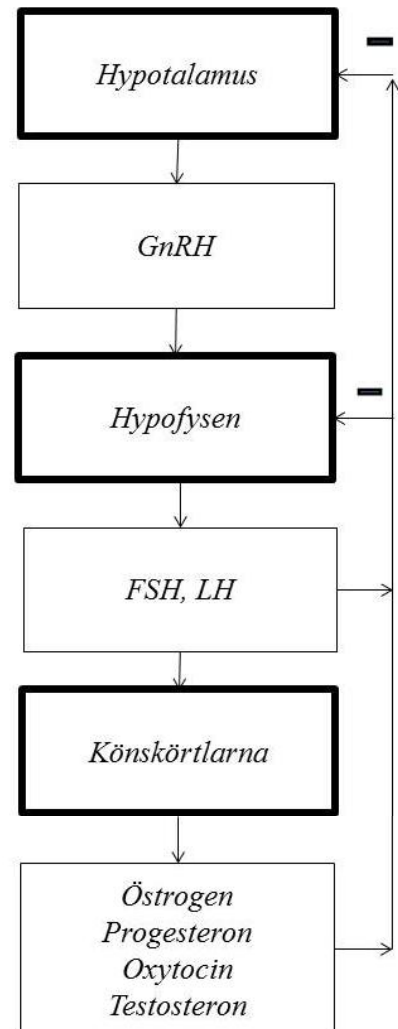 Hypotalamus
GnRH
Hypofysen
FSH, LH
Könskörtlarna
Östrogen
Progesteron
Oxytocin
Testosteron